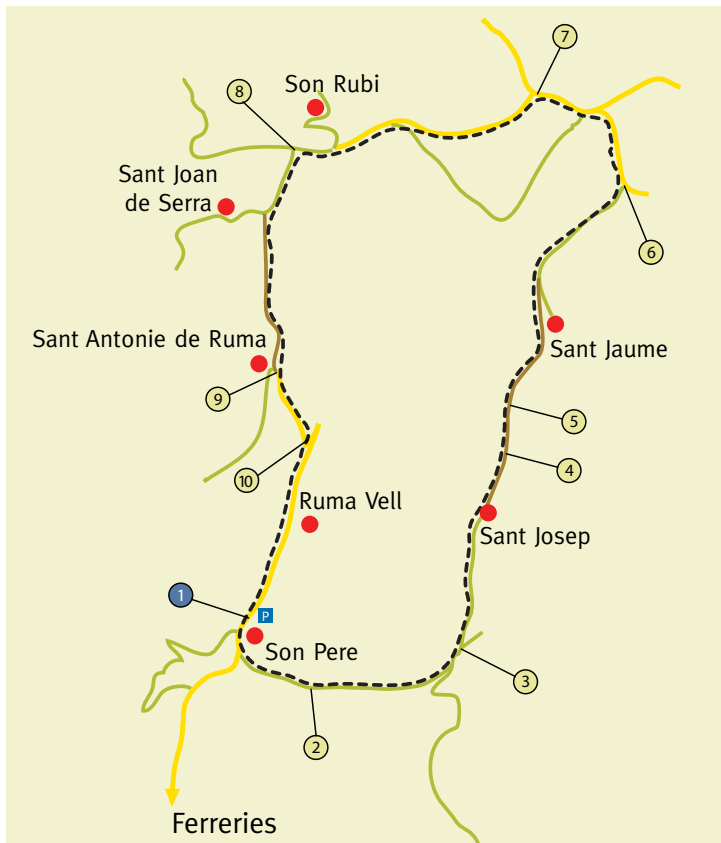 7
Son Rubi
8
Sant Joan
de Serra
6
Sant Antonie de Ruma
Sant Jaume
9
5
4
10
Ruma Vell
Sant Josep
1
P
Son Pere
3
2
Ferreries